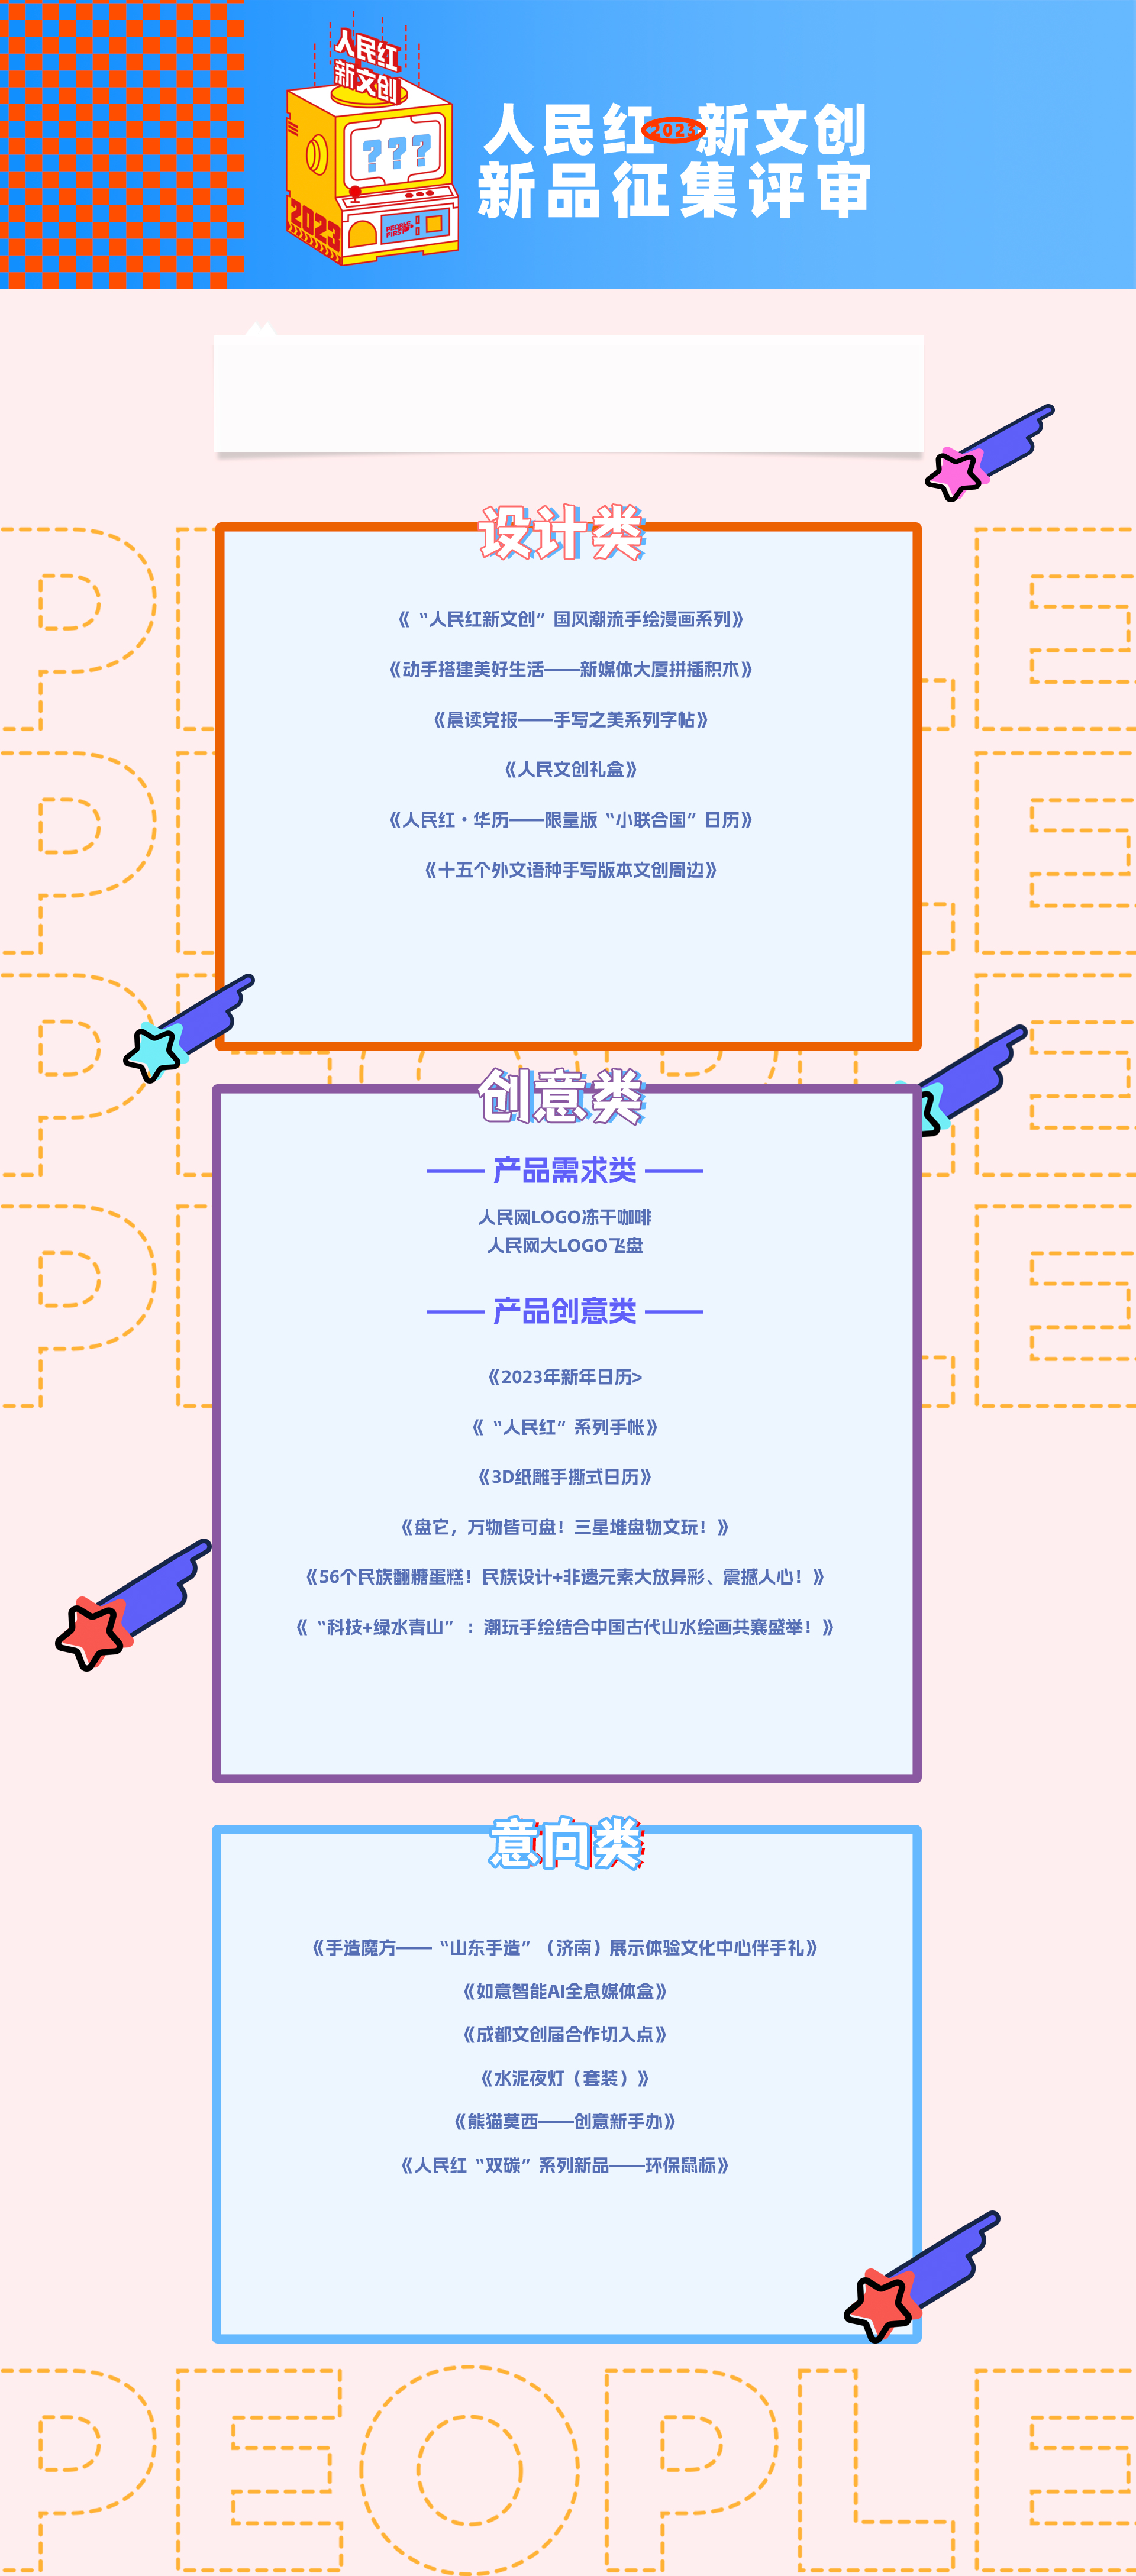 人民红
新文创
???
2023
PEOPLE
FIRST
人民红 2023 新文创
新品征集评审
设计类
《“人民红新文创”国风潮流手绘漫画系列》
《动手搭建美好生活——新媒体大厦拼插积木》
《晨读党报——手写之美系列字帖》
《人民文创礼盒》
《人民红·华历——限量版“小联合国”日历》
《十五个外文语种手写版本文创周边》
创意类
产品需求类
人民网LOGO冻干咖啡
人民网大LOGO飞盘
产品创意类
《2023年新年日历>
《“人民红”系列手帐》
《3D纸雕手撕式日历》
《盘它，万物皆可盘！三星堆盘物文玩！》
《56个民族翻糖蛋糕！民族设计+非遗元素大放异彩、震撼人心！》
《“科技+绿水青山”：潮玩手绘结合中国古代山水绘画共襄盛举！》
意向类
《手造魔方——“山东手造”（济南）展示体验文化中心伴手礼》
《如意智能AI全息媒体盒》
《成都文创届合作切入点》
《水泥夜灯（套装）》
《熊猫莫西——创意新手办》
《人民红“双碳”系列新品——环保鼠标》
PEOPLE